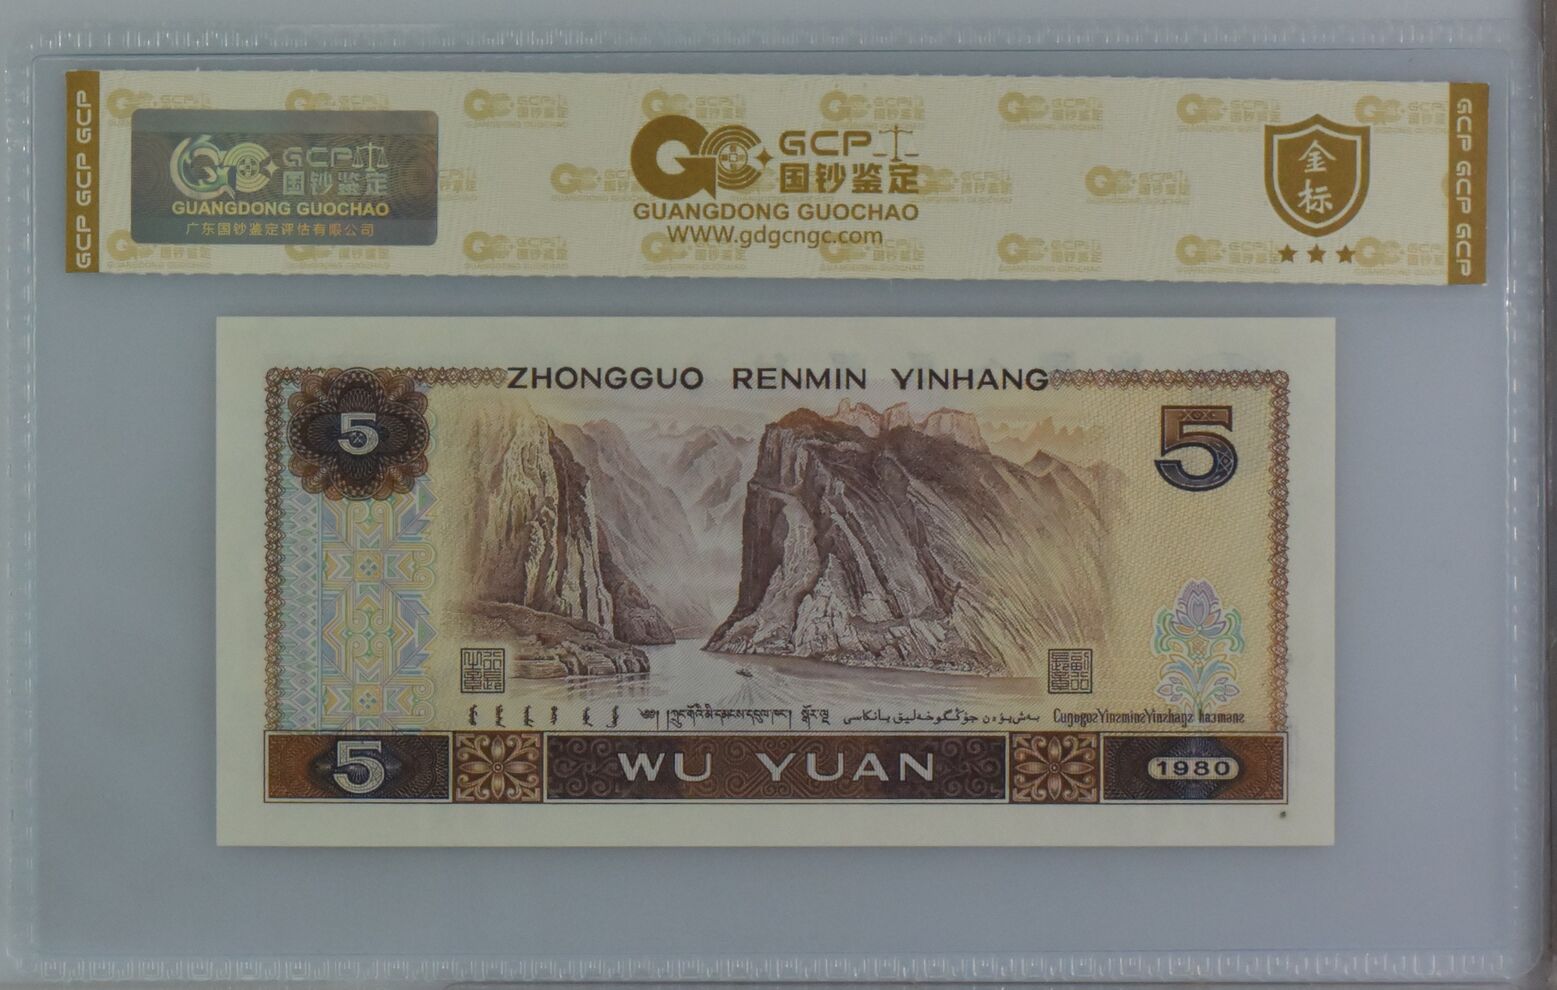 GCP GCP GCP
GCP 国钞鉴定
GUANGDONG GUOCHAO
广东国钞鉴定评估有限公司
GCP
国钞鉴定
GUANGDONG GUOCHAO
www.gdgcngc.com
金标
GCP GCP GCP
ZHONGGUO RENMIN YINHANG
5
5
5
WU YUAN
1980